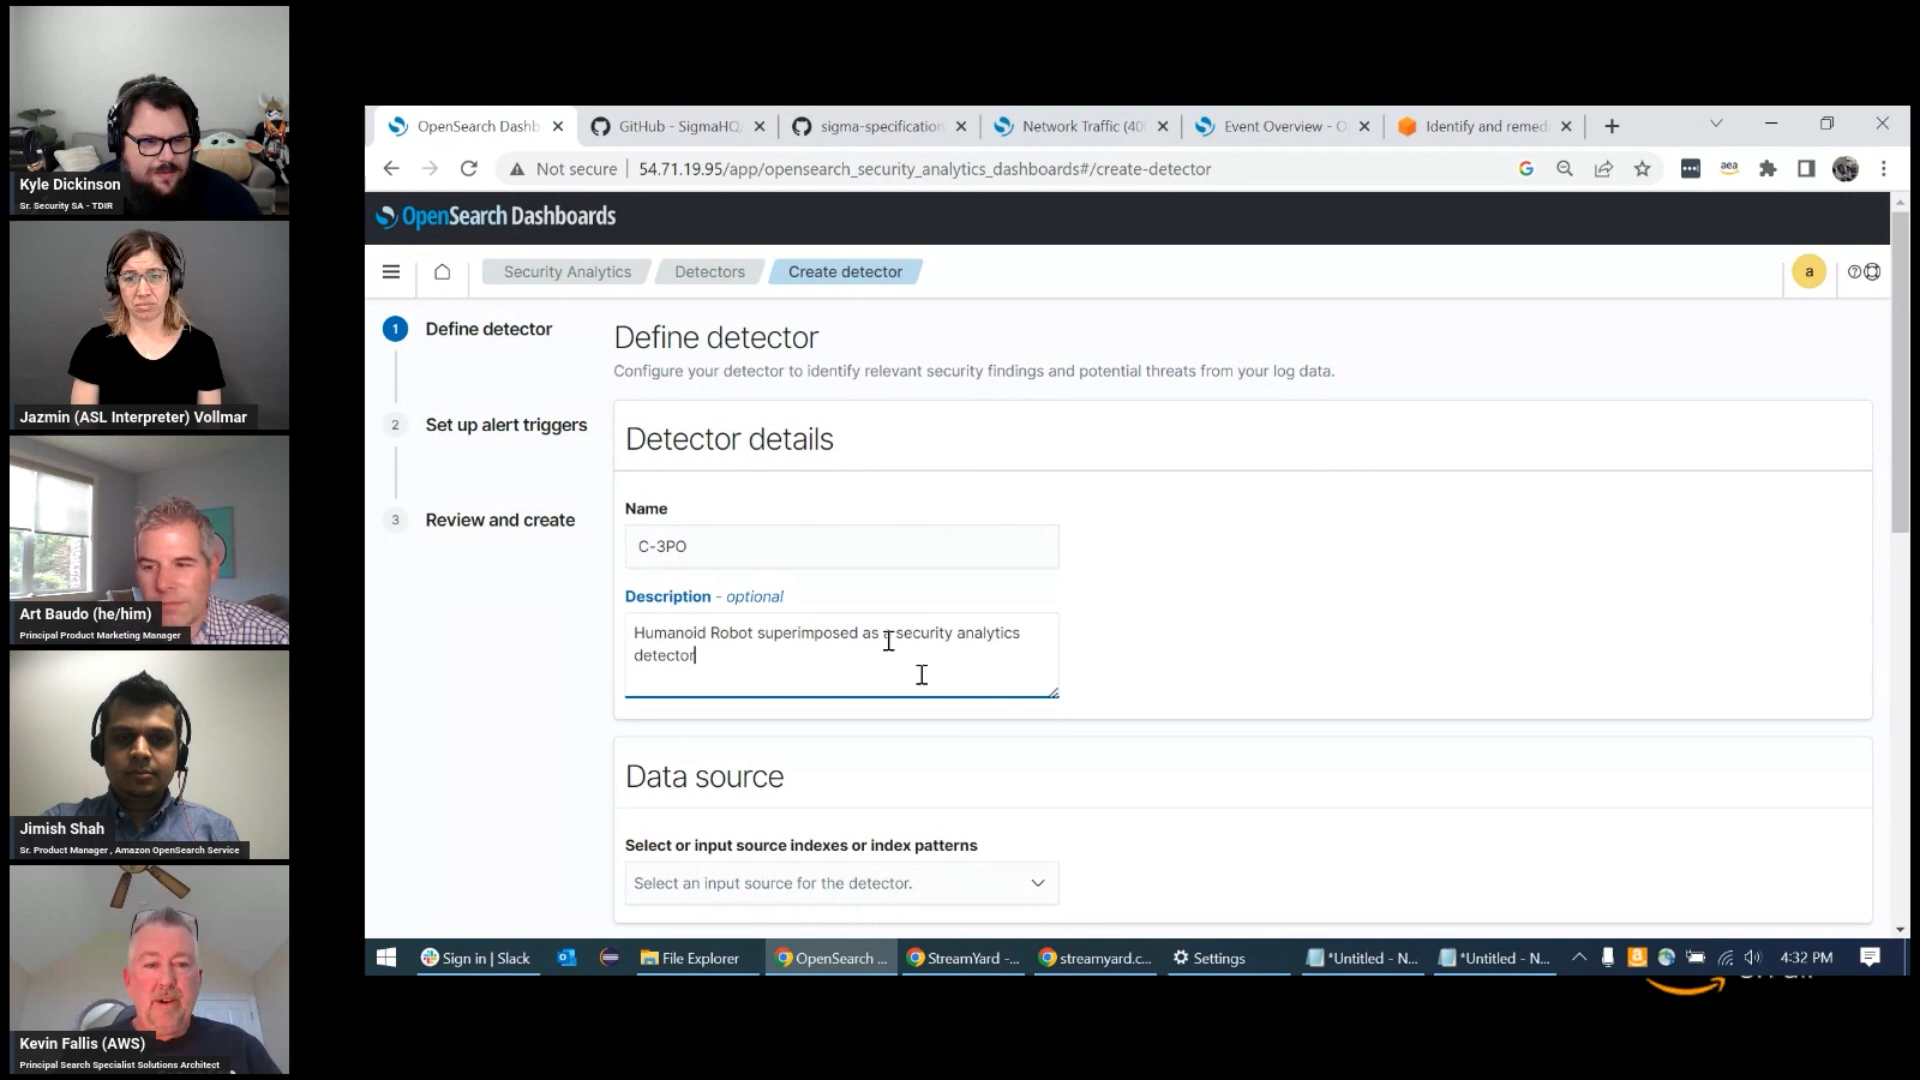 Kyle Dickinson
Sr. Security SA - TDIR
Jazmin (ASL Interpreter) Vollmar
Art Baudo (he/him)
Principal Product Marketing Manager
Jimish Shah
Sr. Product Manager , Amazon OpenSearch Service
Kevin Fallis (AWS)
Principal Search Specialist Solutions Architect
OpenSearch Dashb
GitHub - SigmaHQ
sigma-specification
Network Traffic (40
Event Overview - O
Identify and remed
Not secure
54.71.19.95/app/opensearch_security_analytics_dashboards#/create-detector
aea
OpenSearch Dashboards
Security Analytics
Detectors
Create detector
a
1
Define detector
2
Set up alert triggers
3
Review and create
Define detector
Configure your detector to identify relevant security findings and potential threats from your log data.
Detector details
Name
C-3PO
Description - optional
Humanoid Robot superimposed as a security analytics
detector
Data source
Select or input source indexes or index patterns
Select an input source for the detector.
Sign in | Slack
File Explorer
OpenSearch ...
StreamYard -...
streamyard.c...
Settings
*Untitled - N...
*Untitled - N...
4:32 PM